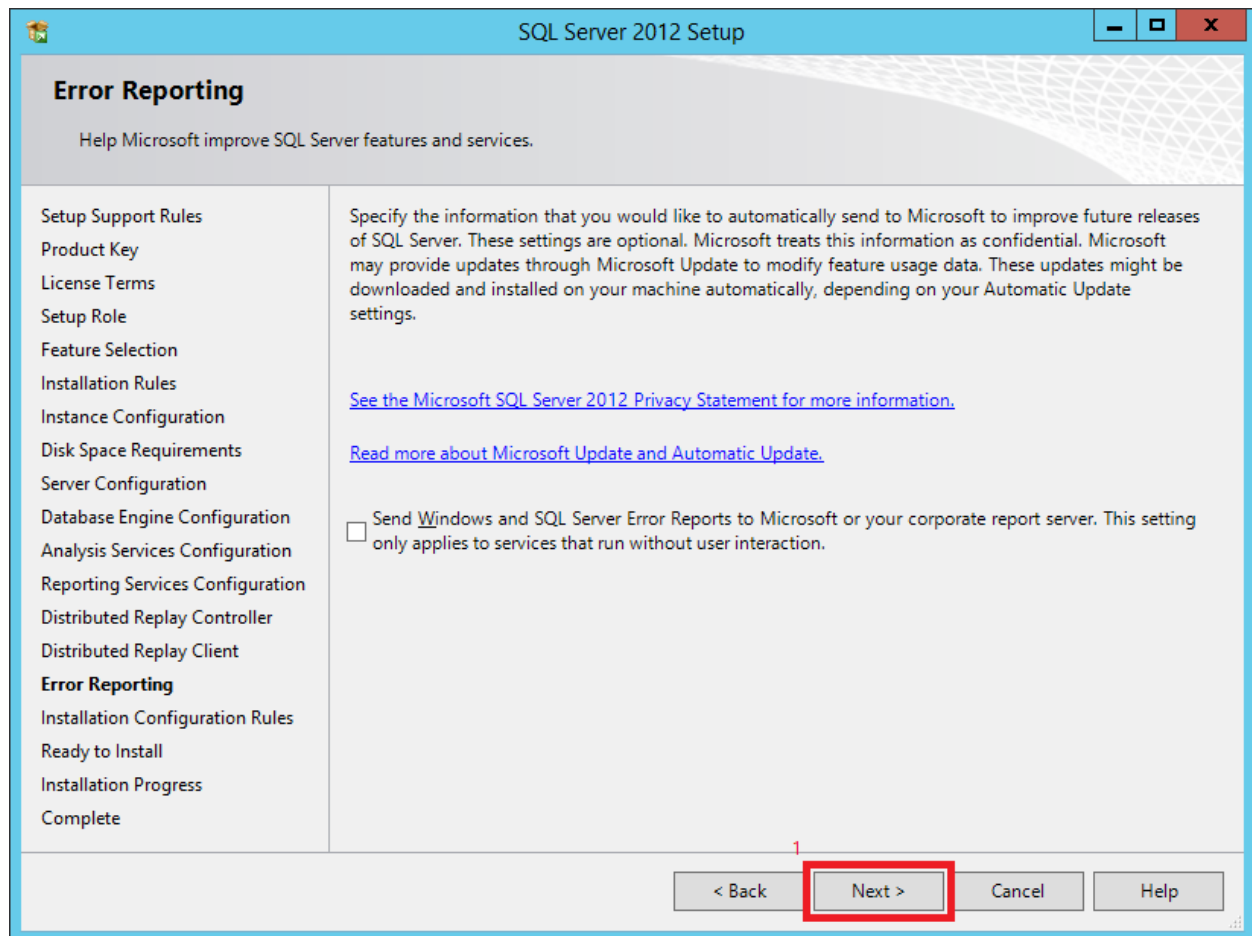 SQL Server 2012 Setup
Error Reporting
Help Microsoft improve SQL Server features and services.
Setup Support Rules
Product Key
License Terms
Setup Role
Feature Selection
Installation Rules
Instance Configuration
Disk Space Requirements
Server Configuration
Database Engine Configuration
Analysis Services Configuration
Reporting Services Configuration
Distributed Replay Controller
Distributed Replay Client
Error Reporting
Installation Configuration Rules
Ready to Install
Installation Progress
Complete
Specify the information that you would like to automatically send to Microsoft to improve future releases
of SQL Server. These settings are optional. Microsoft treats this information as confidential. Microsoft
may provide updates through Microsoft Update to modify feature usage data. These updates might be
downloaded and installed on your machine automatically, depending on your Automatic Update
settings.
See the Microsoft SQL Server 2012 Privacy Statement for more information.
Read more about Microsoft Update and Automatic Update.
Send Windows and SQL Server Error Reports to Microsoft or your corporate report server. This setting
only applies to services that run without user interaction.
1
< Back Next > Cancel Help